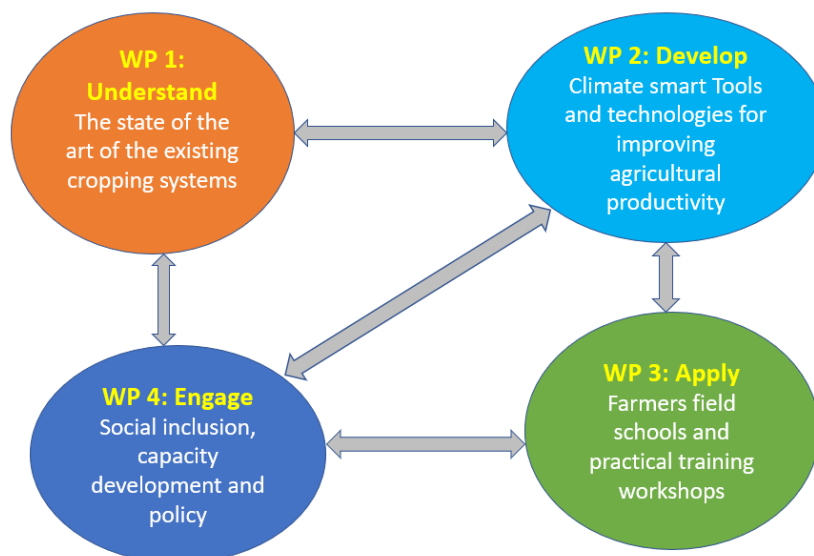 WP 1:
Understand
The state of the
art of the existing
cropping systems
WP 2: Develop
Climate smart Tools
and technologies for
improving
agricultural
productivity
WP 4: Engage
Social inclusion,
capacity
development and
policy
WP 3: Apply
Farmers field
schools and
practical training
workshops